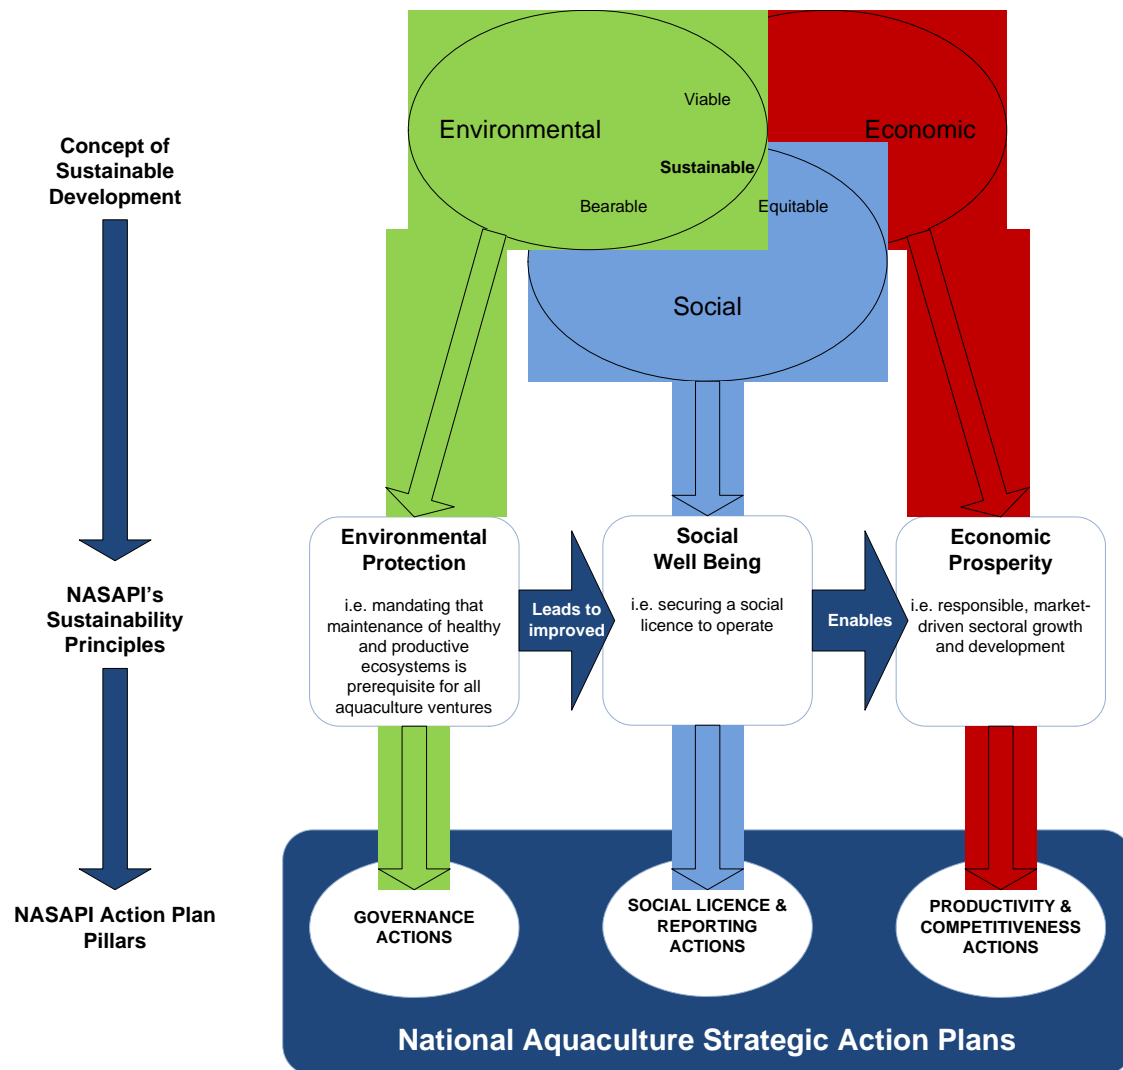 Concept of
Sustainable
Development
Viable
Environmental
Economic
Sustainable
Bearable
Equitable
Social
NASAPI’s
Sustainability
Principles
Environmental
Protection
i.e. mandating that
maintenance of healthy
and productive
ecosystems is
prerequisite for all
aquaculture ventures
Leads to
improved
Social
Well Being
i.e. securing a social
licence to operate
Enables
Economic
Prosperity
i.e. responsible, market-
driven sectoral growth
and development
NASAPI Action Plan
Pillars
GOVERNANCE
ACTIONS
SOCIAL LICENCE &
REPORTING
ACTIONS
PRODUCTIVITY &
COMPETITIVENESS
ACTIONS
National Aquaculture Strategic Action Plans